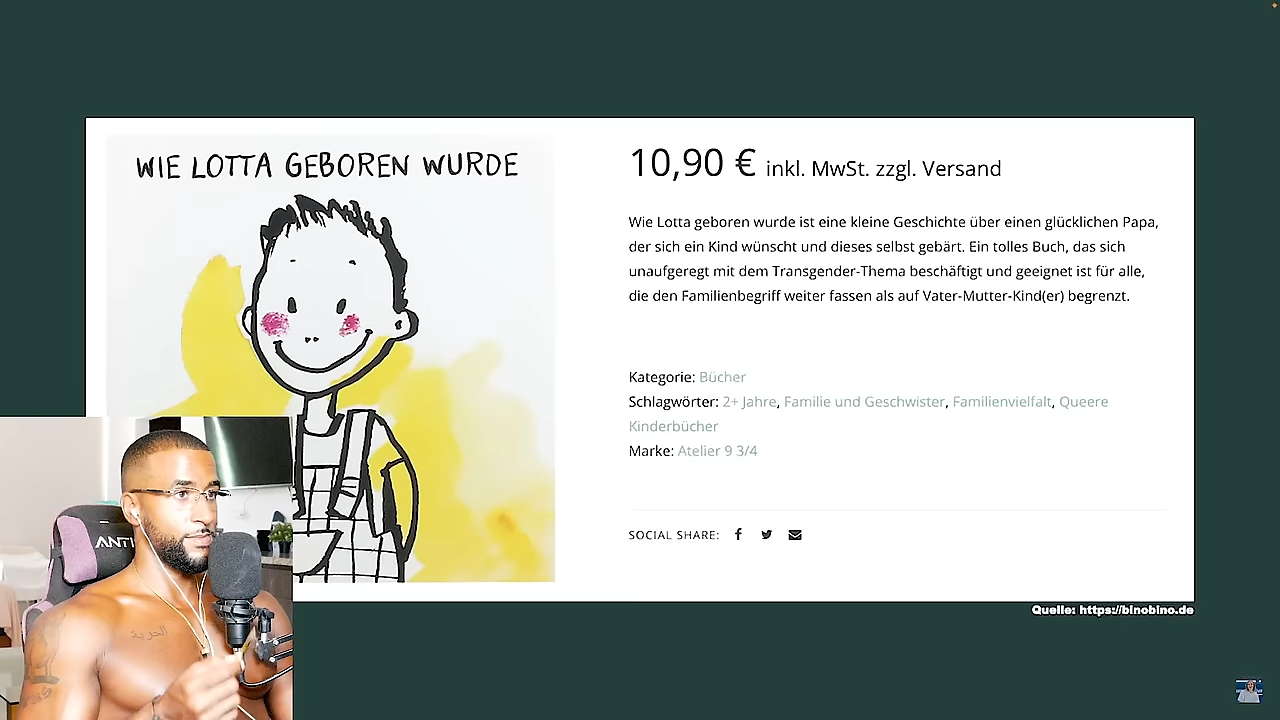 WIE LOTTA GEBOREN WURDE
10,90 € inkl. MwSt. zzgl. Versand
Wie Lotta geboren wurde ist eine kleine Geschichte über einen glücklichen Papa,
der sich ein Kind wünscht und dieses selbst gebärt. Ein tolles Buch, das sich
unaufgeregt mit dem Transgender-Thema beschäftigt und geeignet ist für alle,
die den Familienbegriff weiter fassen als auf Vater-Mutter-Kind(er) begrenzt.
Kategorie: Bücher
Schlagwörter: 2+ Jahre, Familie und Geschwister, Familienvielfalt, Queere
Kinderbücher
Marke: Atelier 9 3/4
SOCIAL SHARE:
Quelle: https://binobino.de
ANTI
الحرية